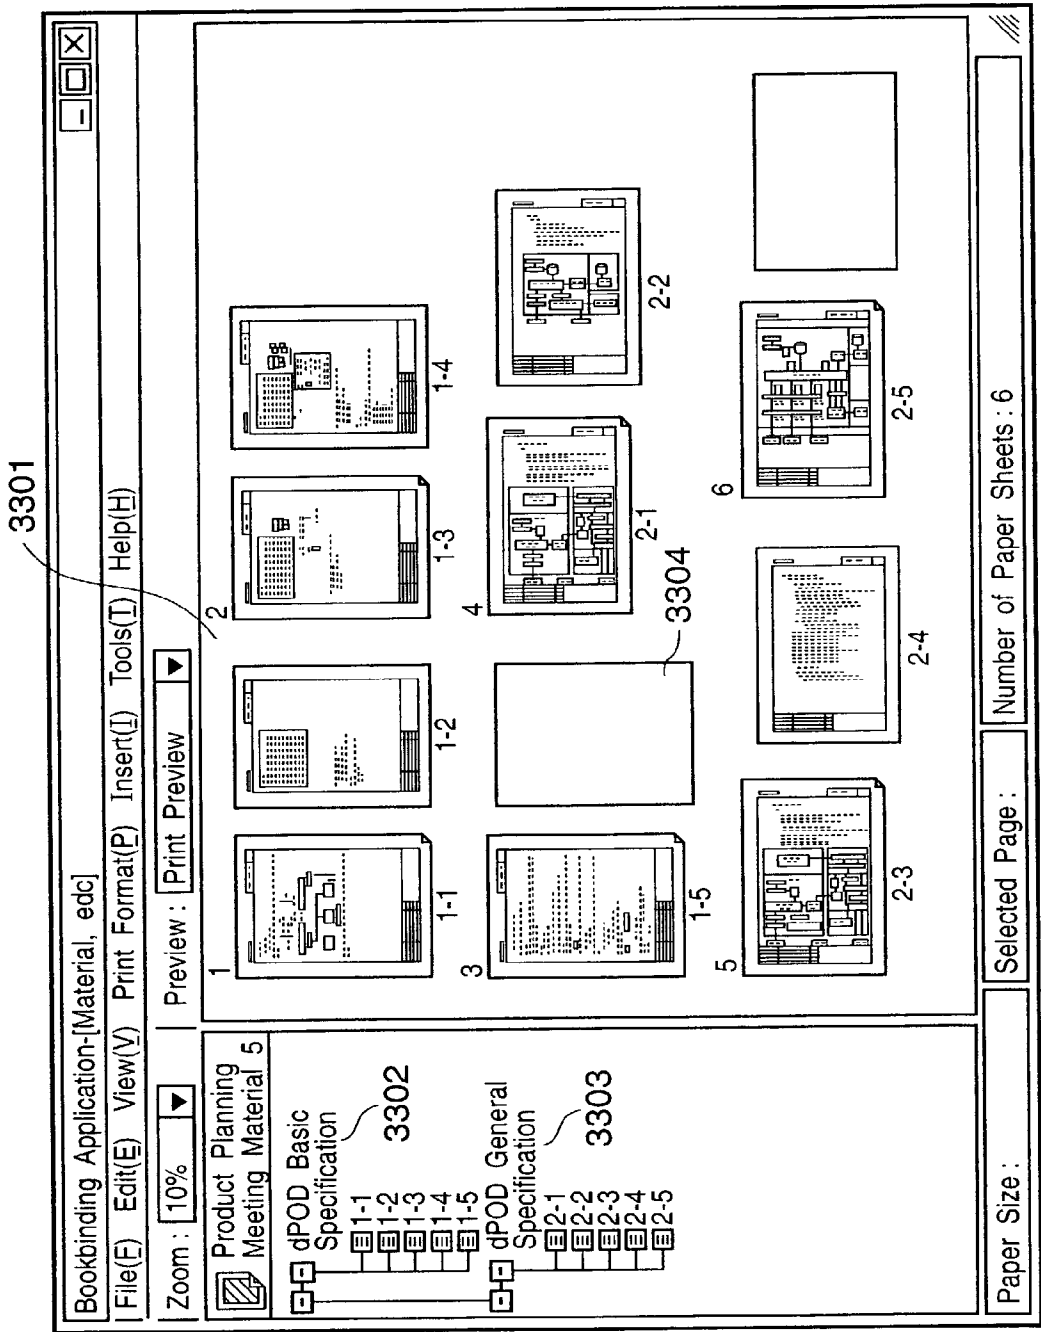 3301
Bookbinding Application-[Material, edc]
File(F) Edit(E) View(V) Print Format(P) Insert(I) Tools(T) Help(H)
Zoom : 10% Preview : Print Preview
Product Planning
Meeting Material 5
dPOD Basic
Specification
3302
1-1
1-2
1-3
1-4
1-5
dPOD General
Specification
3303
2-1
2-2
2-3
2-4
2-5
1
2
1-1
1-2
1-3
1-4
3
4
1-5
3304
2-1
2-2
5
6
2-3
2-4
2-5
Paper Size :
Selected Page :
Number of Paper Sheets : 6